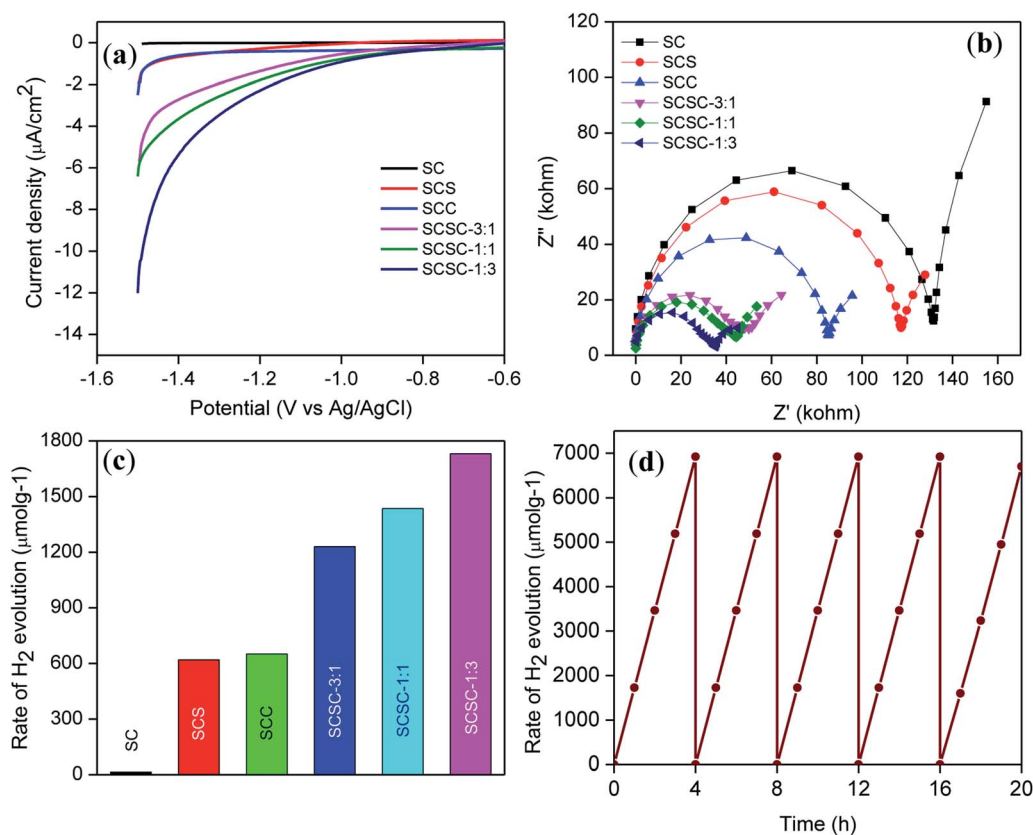 (a)
0
-2
-4
-6
-8
-10
-12
-14
Current density (μA/cm²)
SC
SCS
SCC
SCSC-3:1
SCSC-1:1
SCSC-1:3
-1.6 -1.4 -1.2 -1.0 -0.8 -0.6
Potential (V vs Ag/AgCl)
(b)
120
100
80
60
40
20
0
Z'' (kohm)
SC
SCS
SCC
SCSC-3:1
SCSC-1:1
SCSC-1:3
0 20 40 60 80 100 120 140 160
Z' (kohm)
(c)
1800
1500
1200
900
600
300
0
Rate of H₂ evolution (μmolg-1)
SC
SCS
SCC
SCSC-3:1
SCSC-1:1
SCSC-1:3
(d)
7000
6000
5000
4000
3000
2000
1000
0
Rate of H₂ evolution (μmolg-1)
0 4 8 12 16 20
Time (h)